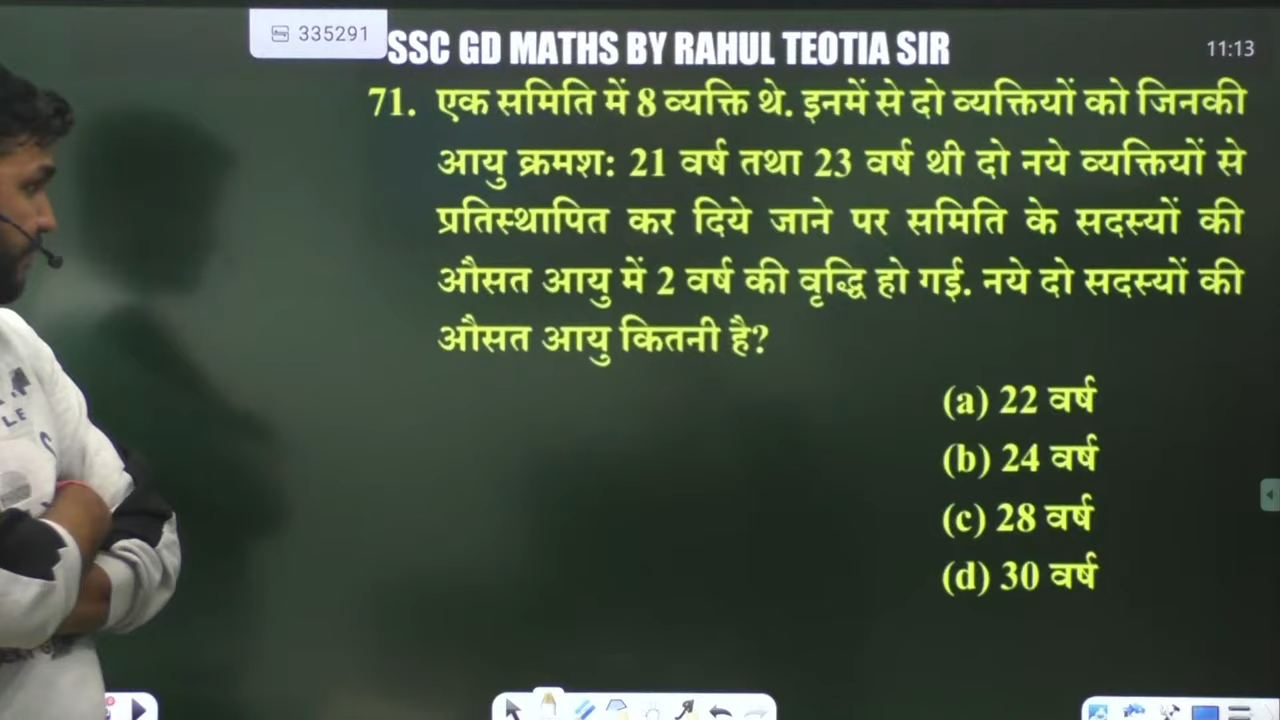 335291
SSC GD MATHS BY RAHUL TEOTIA SIR
11:13
71. एक समिति में 8 व्यक्ति थे. इनमें से दो व्यक्तियों को जिनकी
आयु क्रमश: 21 वर्ष तथा 23 वर्ष थी दो नये व्यक्तियों से
प्रतिस्थापित कर दिये जाने पर समिति के सदस्यों की
औसत आयु में 2 वर्ष की वृद्धि हो गई. नये दो सदस्यों की
औसत आयु कितनी है?
(a) 22 वर्ष
(b) 24 वर्ष
(c) 28 वर्ष
(d) 30 वर्ष
LE